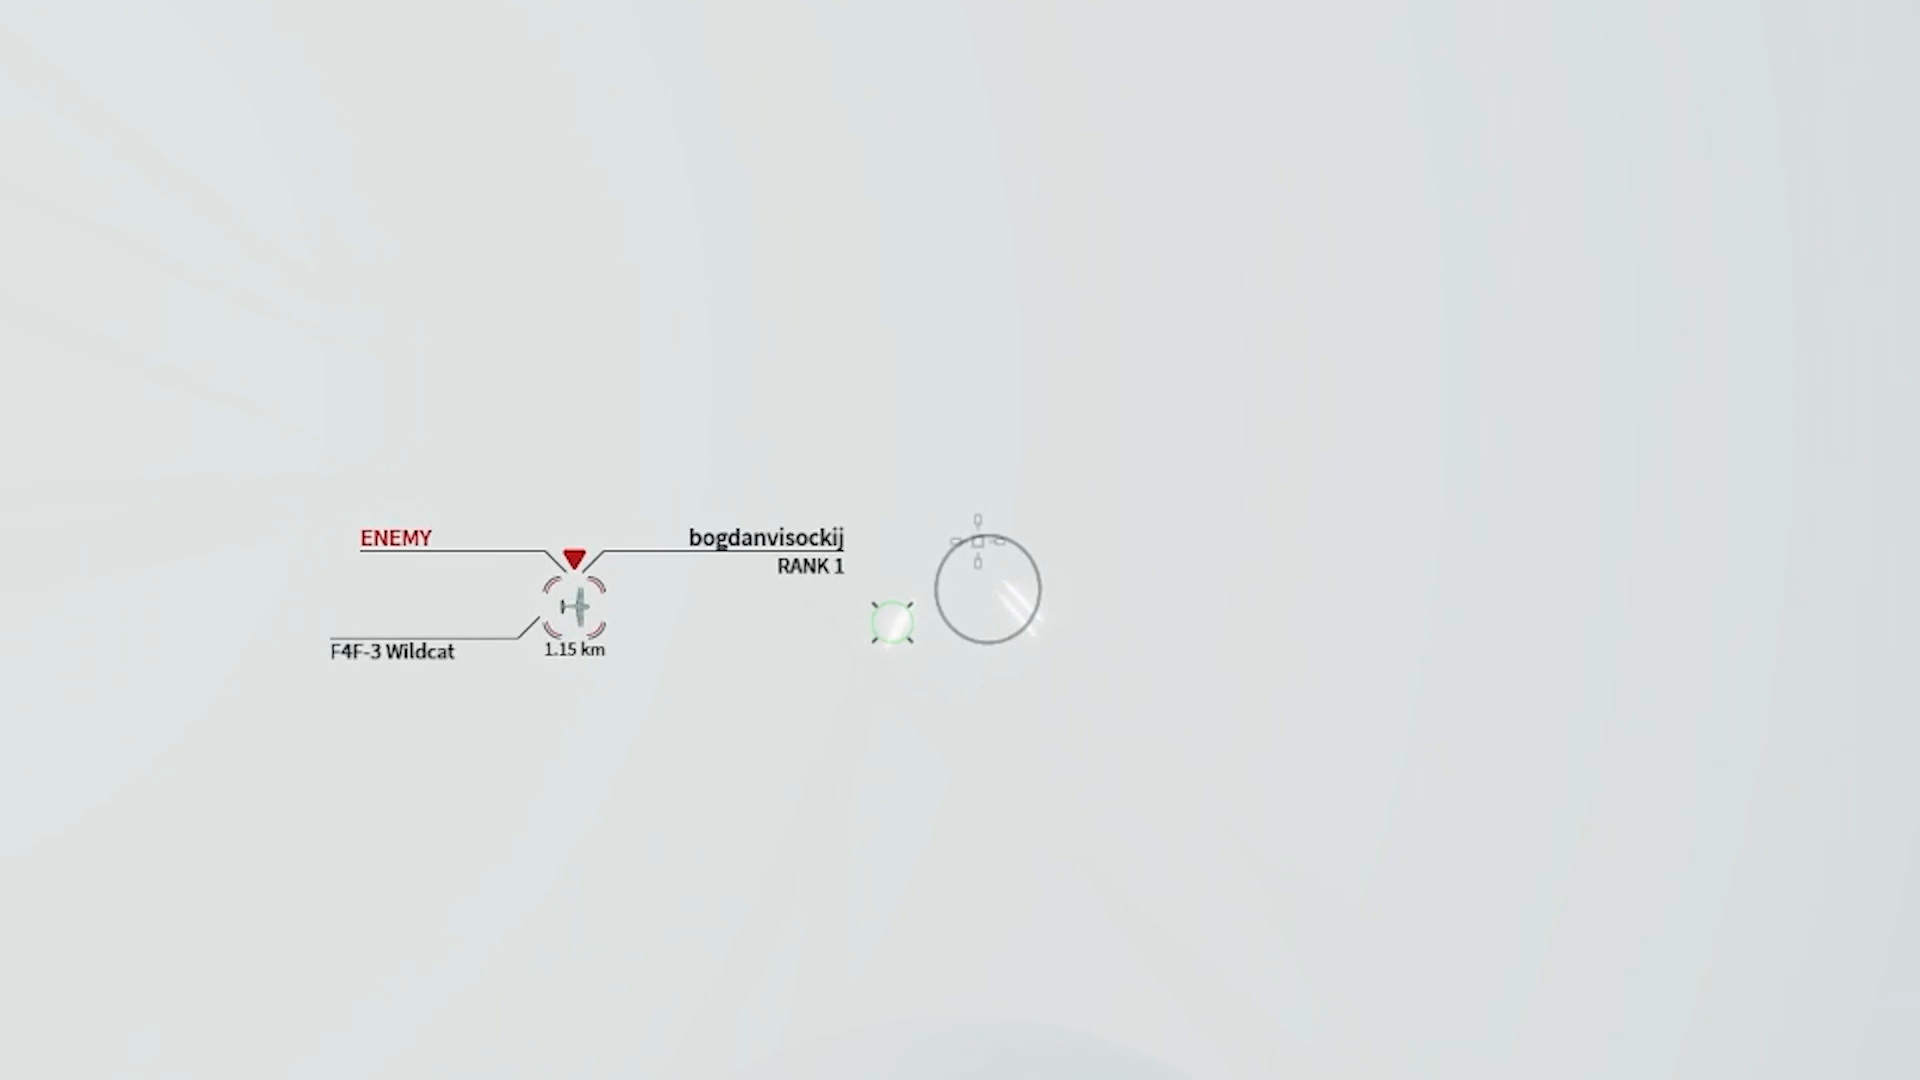 ENEMY
bogdanvisockij
RANK 1
F4F-3 Wildcat
1.15 km